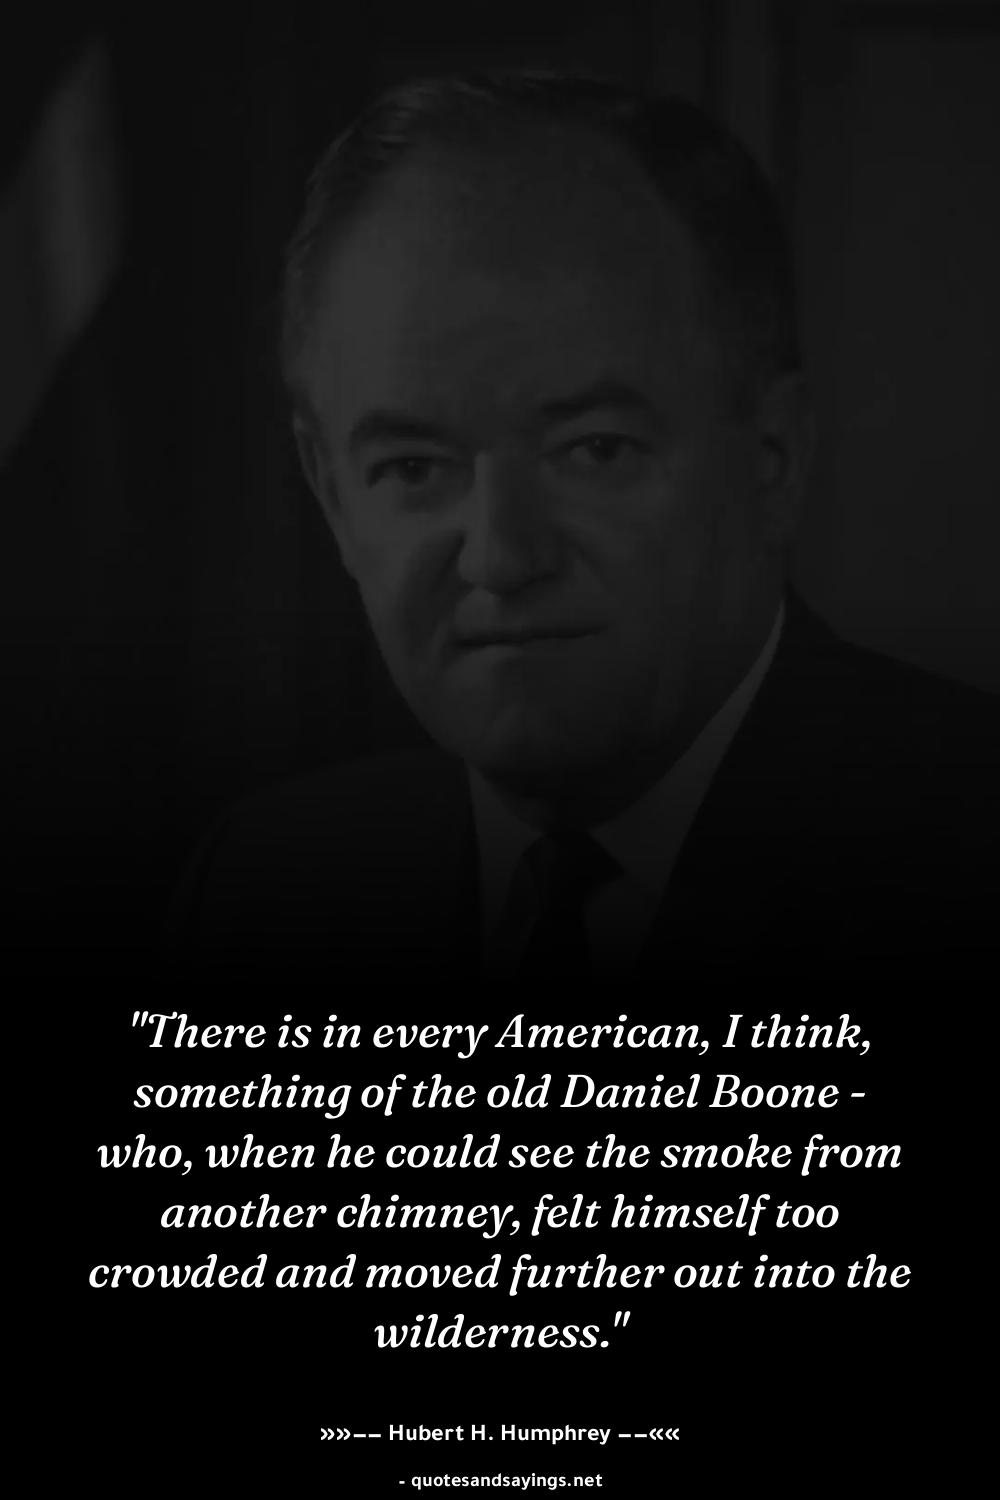 "There is in every American, I think,
something of the old Daniel Boone -
who, when he could see the smoke from
another chimney, felt himself too
crowded and moved further out into the
wilderness."
»»−− Hubert H. Humphrey −−««
- quotesandsayings.net